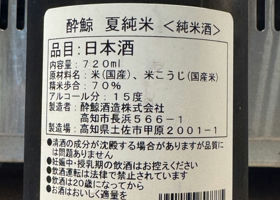 酔鯨 夏純米 <純米酒>
品目:日本酒
内容量:720ml
原材料名:米(国産)、米こうじ(国産米)
精米歩合:70%
アルコール分:15度
製造者:酔鯨酒造株式会社
高知市長浜566-1
製造場:高知県土佐市甲原2001-1
●清酒の成分が沈殿する場合がありますが品質に
は問題ありません
●妊娠中・授乳期の飲酒はお控えください
●飲酒運転は法律で禁止されています
●飲酒は20歳になってから
●お酒はおいしく適量を